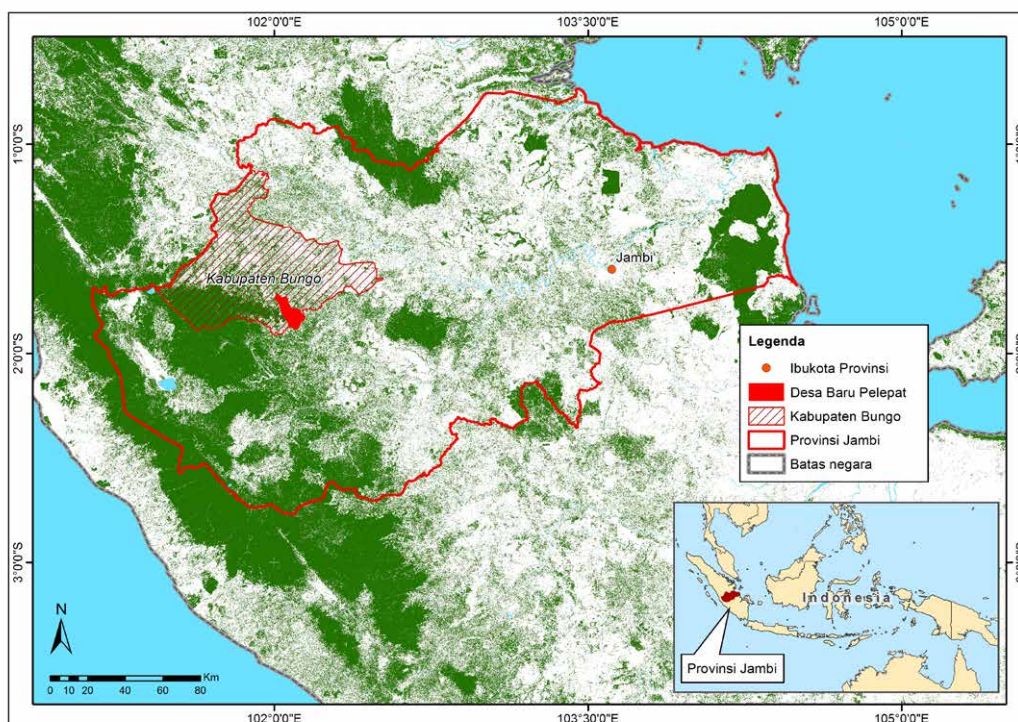 102°0'0"E
103°30'0"E
105°0'0"E
1°0'0"S
2°0'0"S
3°0'0"S
Kabupaten Bungo
Jambi
Legenda
Ibukota Provinsi
Desa Baru Pelepat
Kabupaten Bungo
Provinsi Jambi
Batas negara
N
0 10 20 40 60 80
Km
Indonesia
Provinsi Jambi
102°0'0"E
103°30'0"E
105°0'0"E